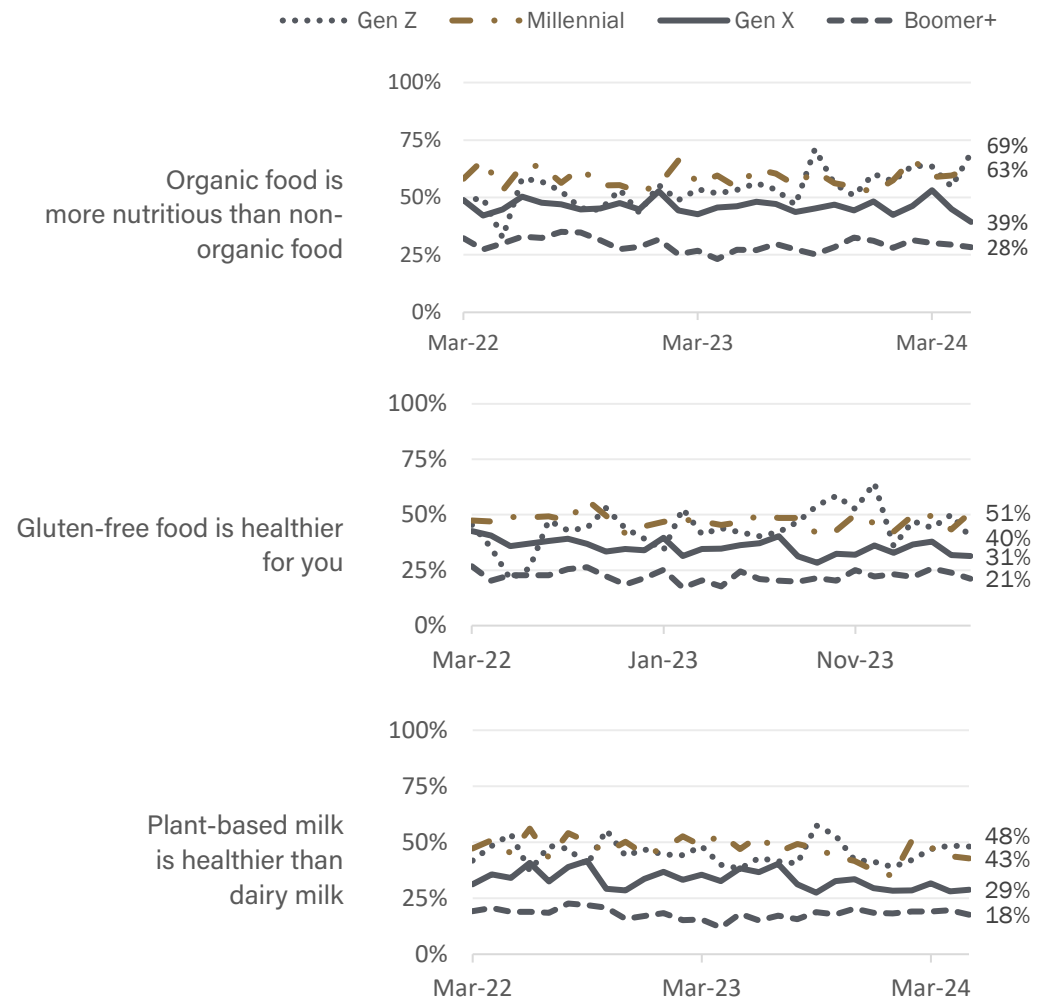 Gen Z Millennial Gen X Boomer+
100%
75%
50%
25%
0%
Organic food is
more nutritious than non-
organic food
69%
63%
39%
28%
Mar-22 Mar-23 Mar-24
100%
75%
50%
25%
0%
Gluten-free food is healthier
for you
51%
40%
31%
21%
Mar-22 Jan-23 Nov-23
100%
75%
50%
25%
0%
Plant-based milk
is healthier than
dairy milk
48%
43%
29%
18%
Mar-22 Mar-23 Mar-24